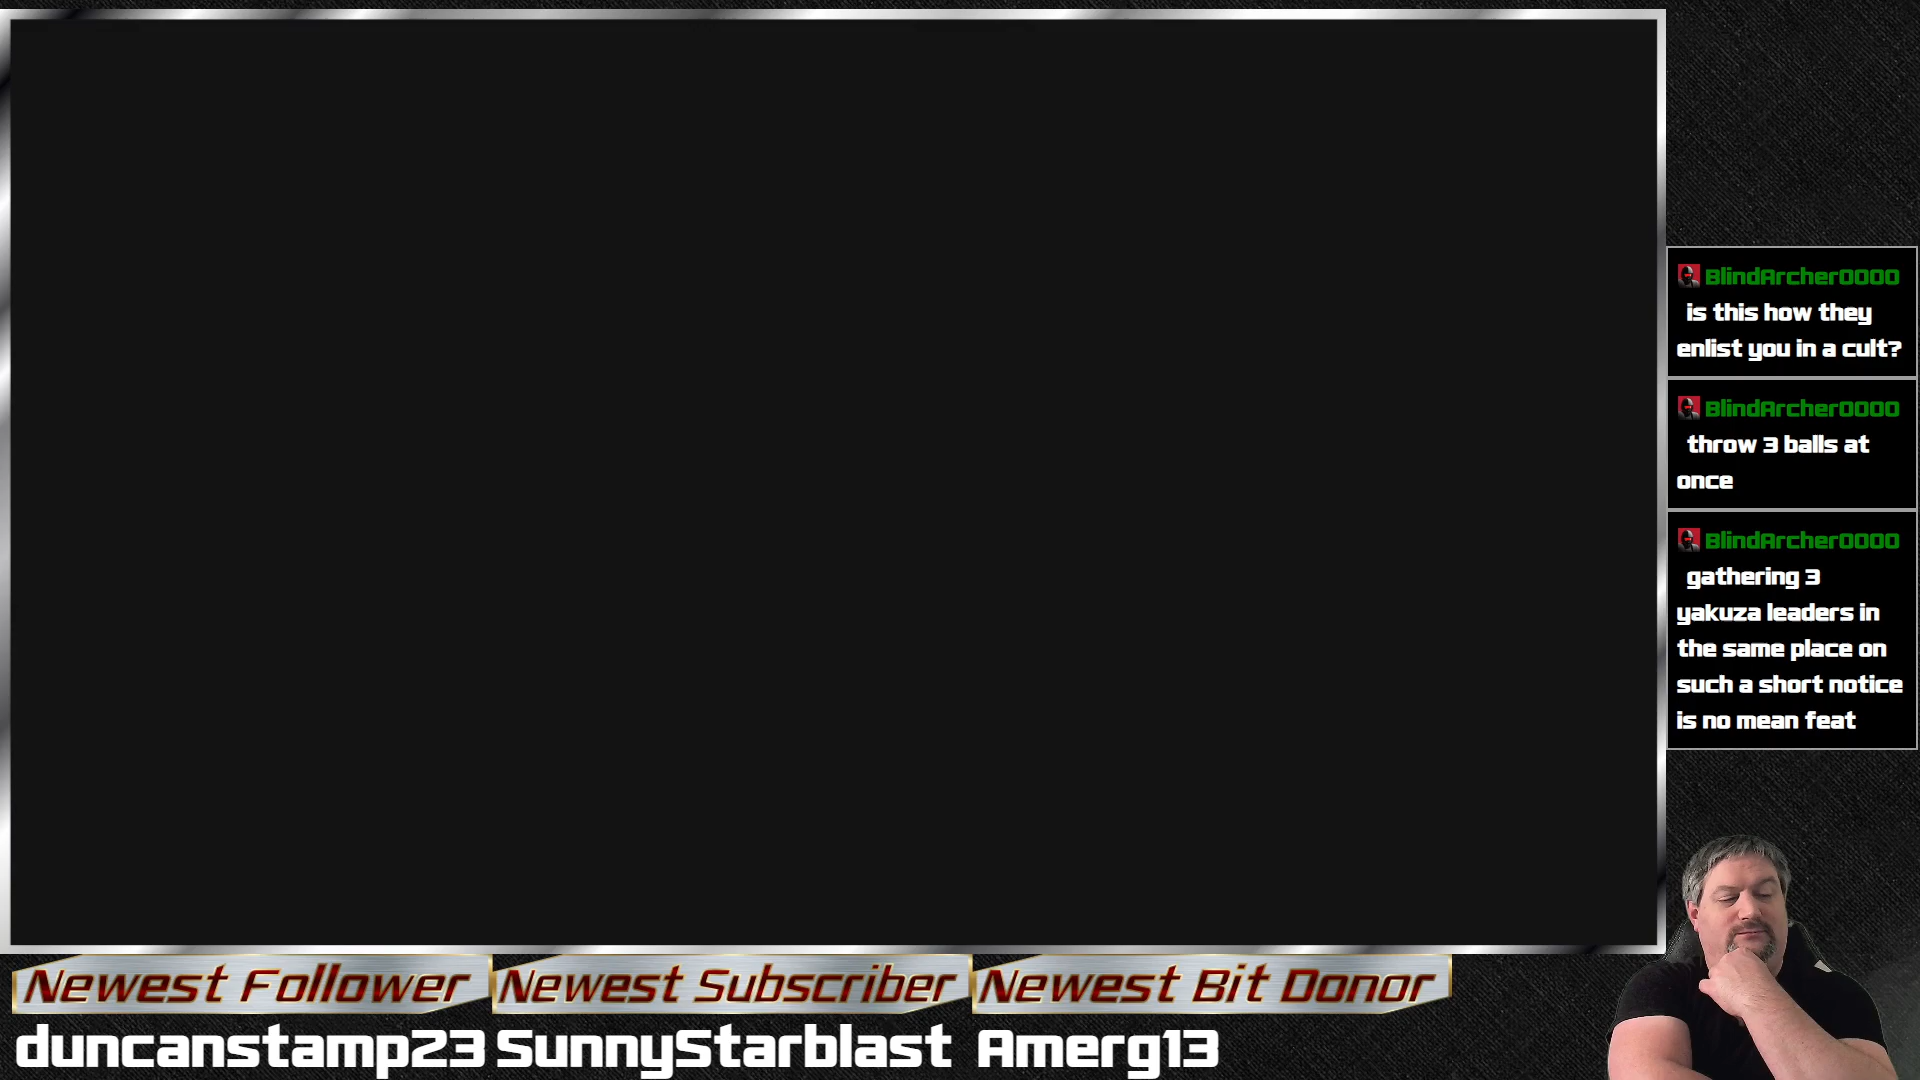 BlindArcher0000
is this how they
enlist you in a cult?
BlindArcher0000
throw 3 balls at
once
BlindArcher0000
gathering 3
yakuza leaders in
the same place on
such a short notice
is no mean feat
Newest Follower
Newest Subscriber
Newest Bit Donor
duncanstamp23
SunnyStarblast
Amerg13